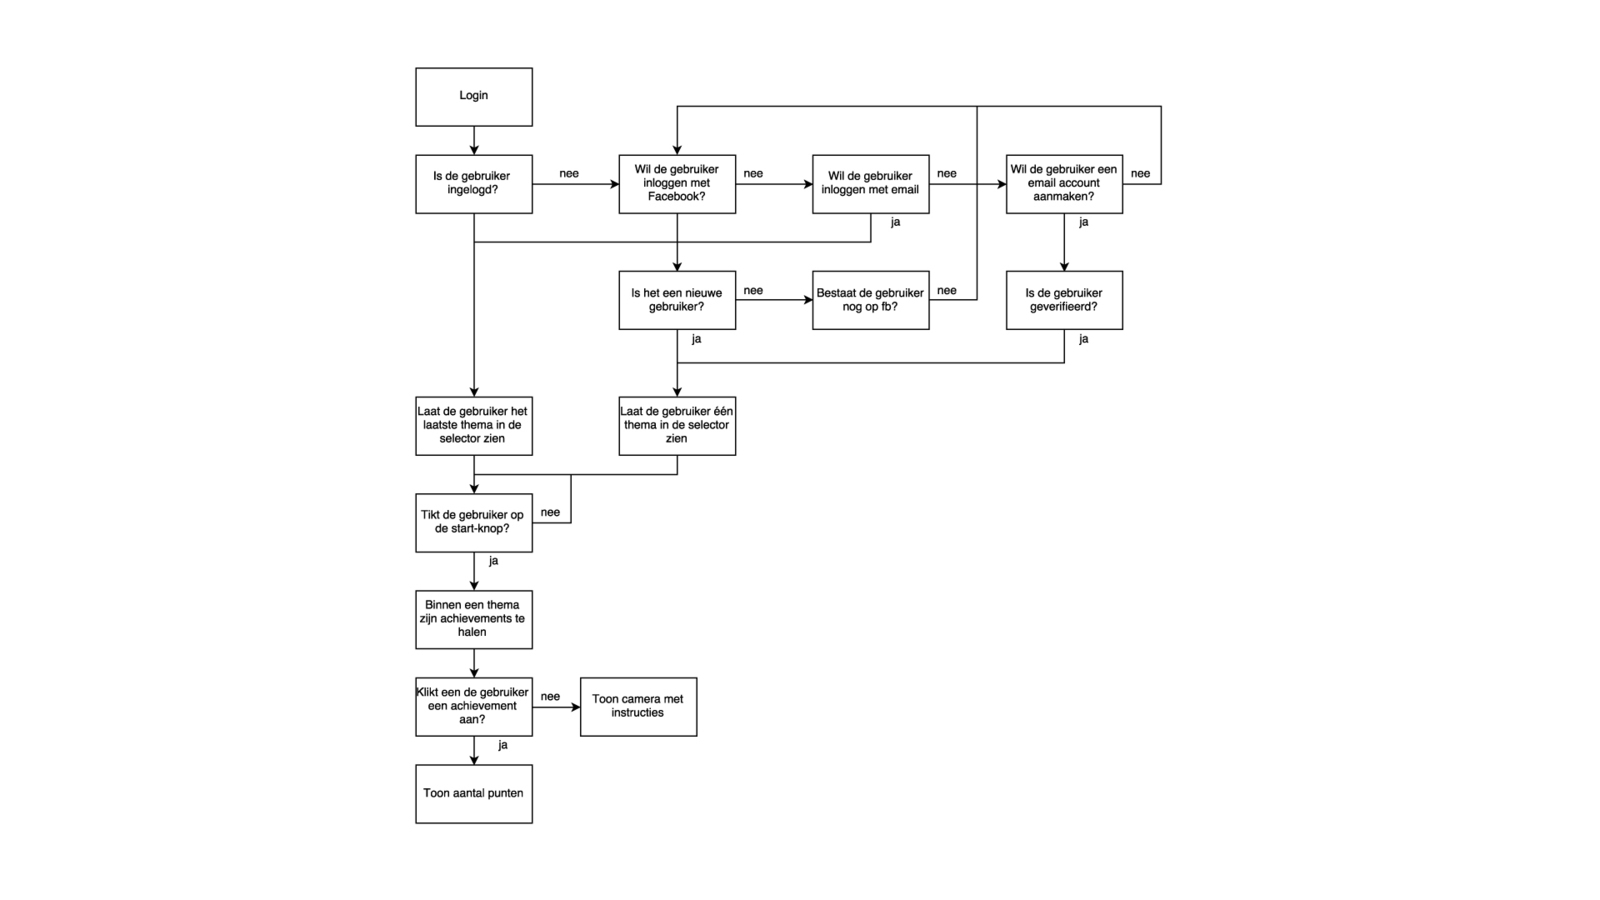 Login
Is de gebruiker
ingelogd?
nee
Wil de gebruiker
inloggen met
Facebook?
nee
Wil de gebruiker
inloggen met email
nee
Wil de gebruiker een
email account
aanmaken?
nee
ja
ja
Is het een nieuwe
gebruiker?
nee
Bestaat de gebruiker
nog op fb?
nee
Is de gebruiker
geverifieerd?
ja
ja
Laat de gebruiker het
laatste thema in de
selector zien
Laat de gebruiker één
thema in de selector
zien
Tikt de gebruiker op
de start-knop?
nee
ja
Binnen een thema
zijn achievements te
halen
Klikt een de gebruiker
een achievement
aan?
nee
Toon camera met
instructies
ja
Toon aantal punten